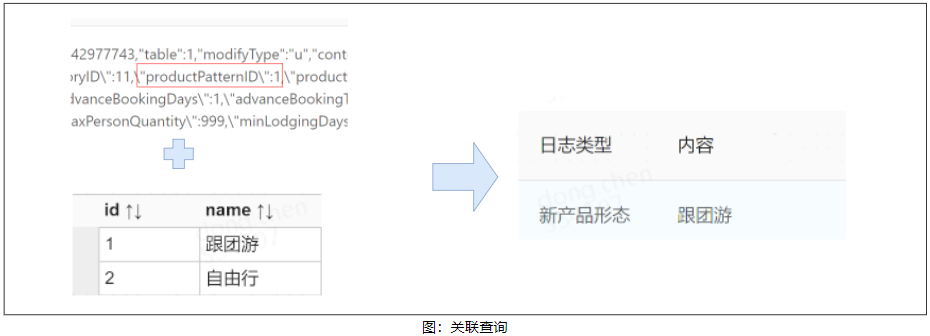 42977743,"table":1,"modifyType":"u","cont
oryID\":11,\"productPatternID\":1,\"product
dvanceBookingDays\":1,\"advanceBookingT
axPersonQuantity\":999,\"minLodgingDays
id ↑↓ name ↑↓
1 跟团游
2 自由行
日志类型 内容
新产品形态 跟团游
图：关联查询